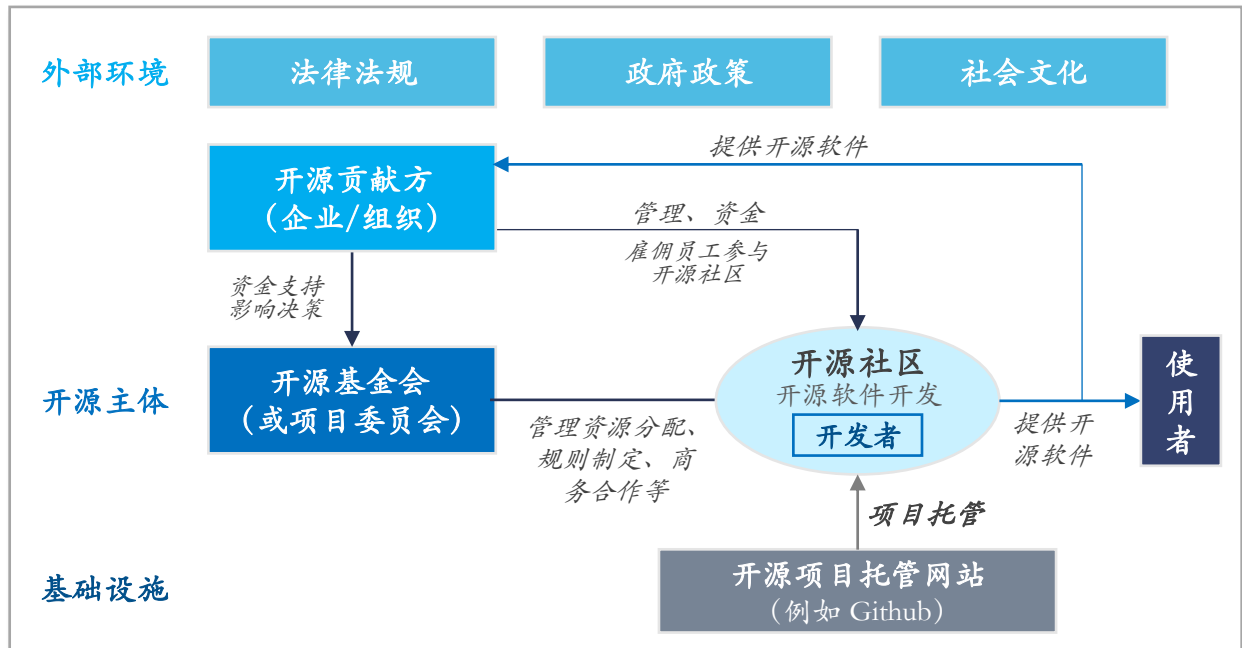 外部环境
法律法规
政府政策
社会文化
提供开源软件
开源贡献方
（企业/组织）
管理、资金
雇佣员工参与
开源社区
资金支持
影响决策
开源主体
开源基金会
（或项目委员会）
管理资源分配、
规则制定、商
务合作等
开源社区
开源软件开发
开发者
提供开
源软件
使
用
者
项目托管
基础设施
开源项目托管网站
（例如 Github）